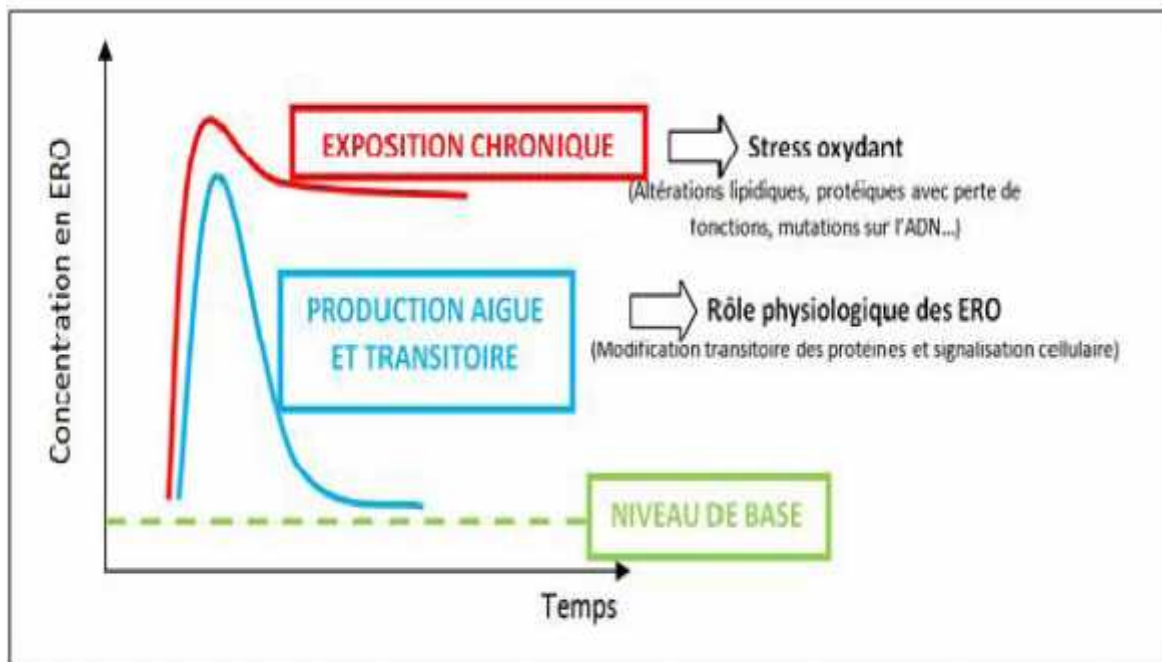 Concentration en ERO
EXPOSITION CHRONIQUE
Stress oxydant
(Altérations lipidiques, protéiques avec perte de
fonctions, mutations sur l'ADN...)
PRODUCTION AIGUE
ET TRANSITOIRE
Rôle physiologique des ERO
(Modification transitoire des protéines et signalisation cellulaire)
NIVEAU DE BASE
Temps